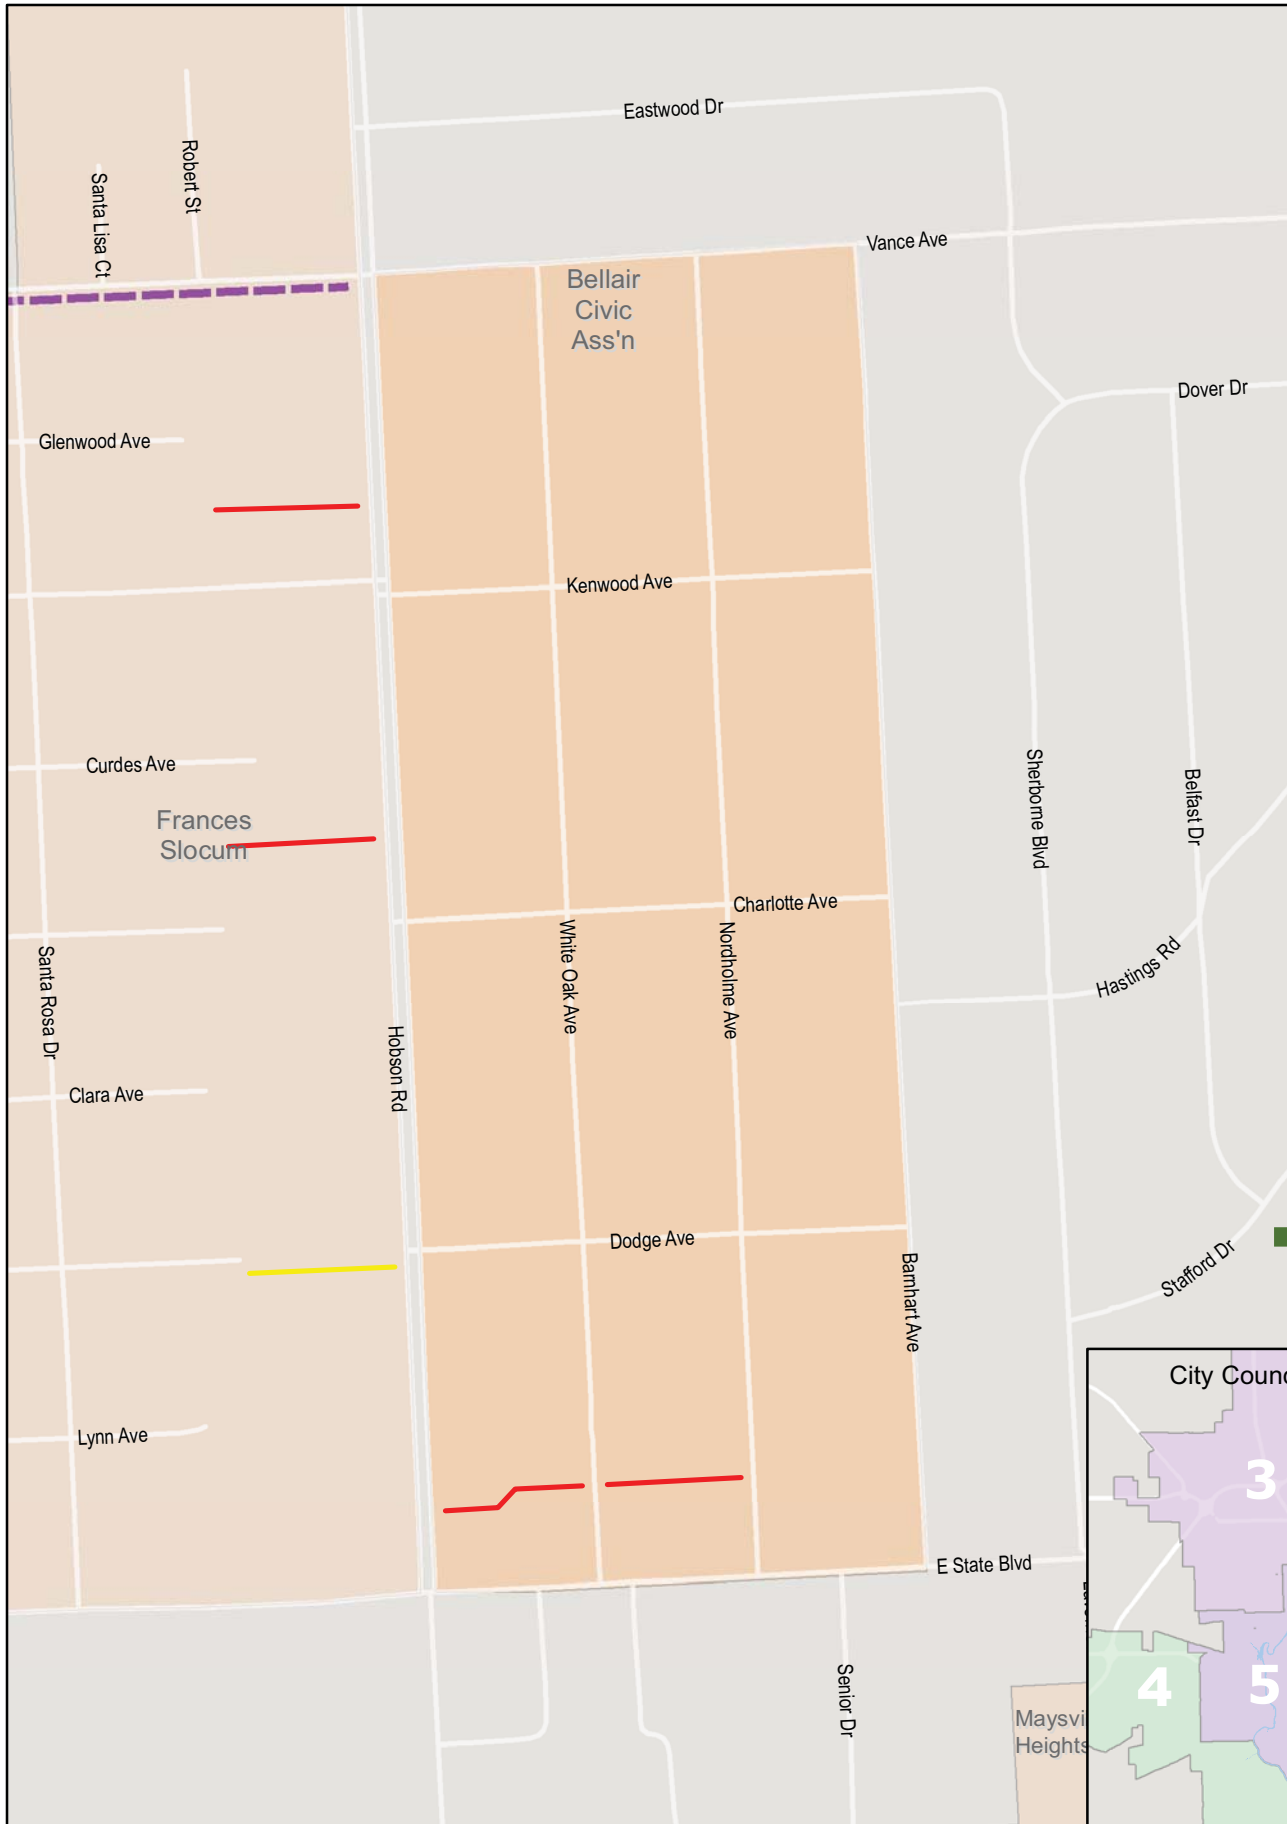 Eastwood Dr
Robert St
Santa Lisa Ct
Vance Ave
Bellair
Civic
Ass'n
Dover Dr
Glenwood Ave
Kenwood Ave
Curdes Ave
Frances
Slocum
Sherborne Blvd
Belfast Dr
Charlotte Ave
White Oak Ave
Nordholme Ave
Hastings Rd
Santa Rosa Dr
Hobson Rd
Clara Ave
Dodge Ave
Barnhart Ave
Stafford Dr
City Counc
Lynn Ave
3
E State Blvd
Senior Dr
4
5
Maysvi
Heights